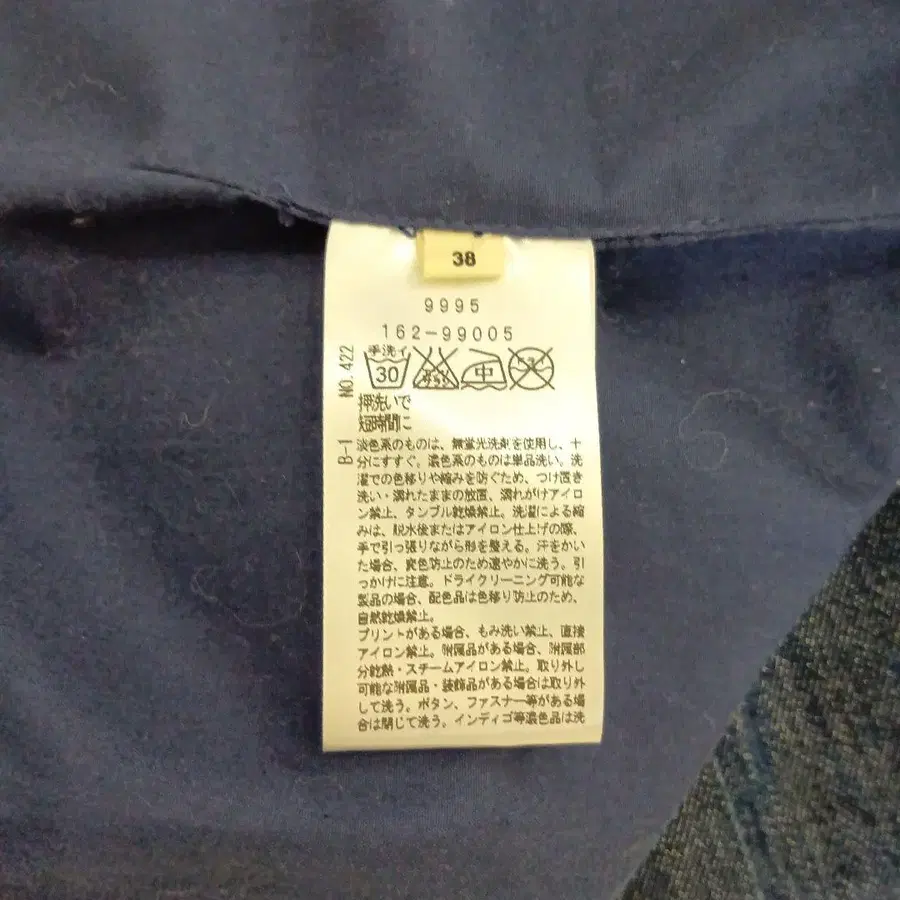 38
9995
162-99005
NO.422
B-1
手洗イ
30
中
押洗いで
短時間に
淡色系のものは、無蛍光洗剤を使用し、十
分にすすぐ。濃色系のものは単品洗い。洗
濯での色移りや縮みを防ぐため、つけ置き
洗い・濡れたままの放置、濡れがけアイロ
ン禁止、タンブル乾燥禁止。洗濯による縮
みは、脱水後またはアイロン仕上げの際、
手で引っ張りながら形を整える。汗をかい
た場合、変色防止のため速やかに洗う。引
っかけに注意。ドライクリーニング可能な
製品の場合、配色品は色移り防止のため、
自然乾燥禁止。
プリントがある場合、もみ洗い禁止、直接
アイロン禁止。附属品がある場合、附属部
分乾熱・スチームアイロン禁止。取り外し
可能な附属品・装飾品がある場合は取り外
して洗う。ボタン、ファスナー等がある場
合は閉じて洗う。インディゴ等濃色品は洗